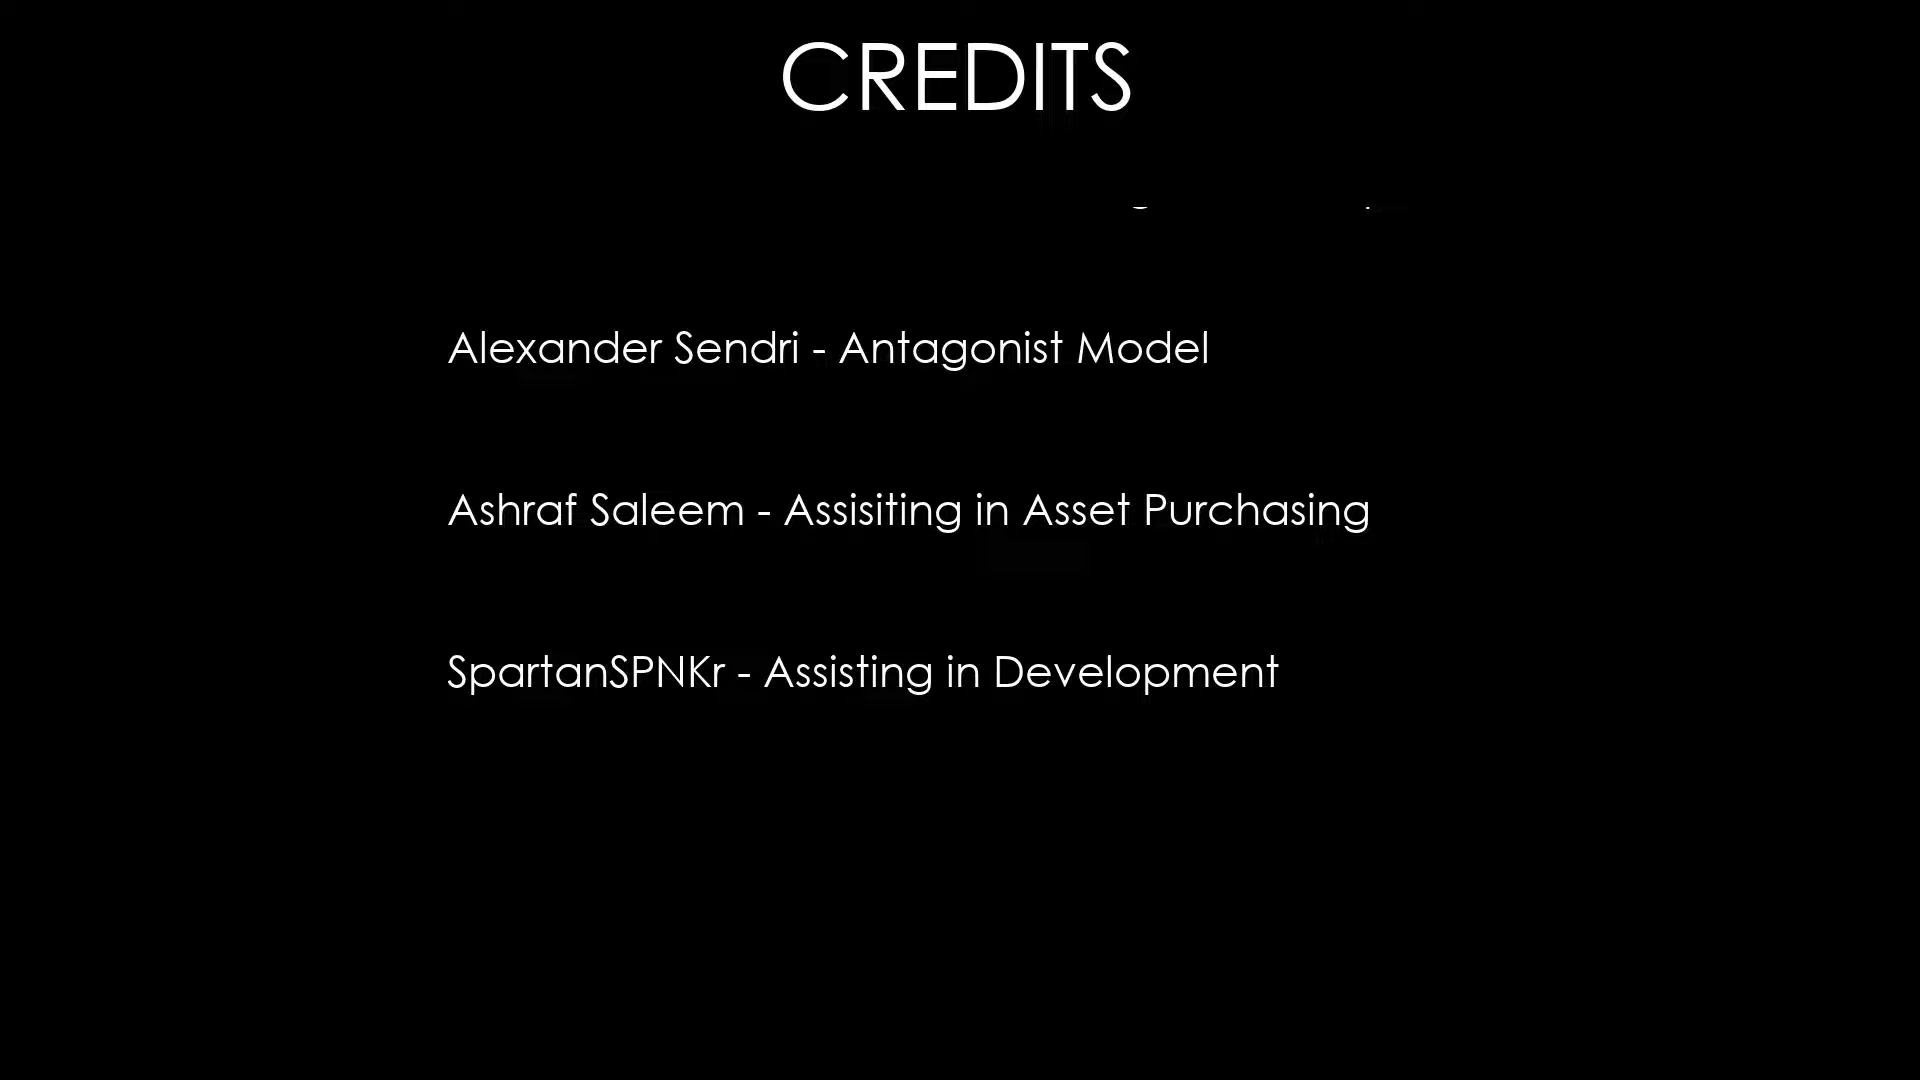 CREDITS
Alexander Sendri - Antagonist Model
Ashraf Saleem - Assisiting in Asset Purchasing
SpartanSPNKr - Assisting in Development